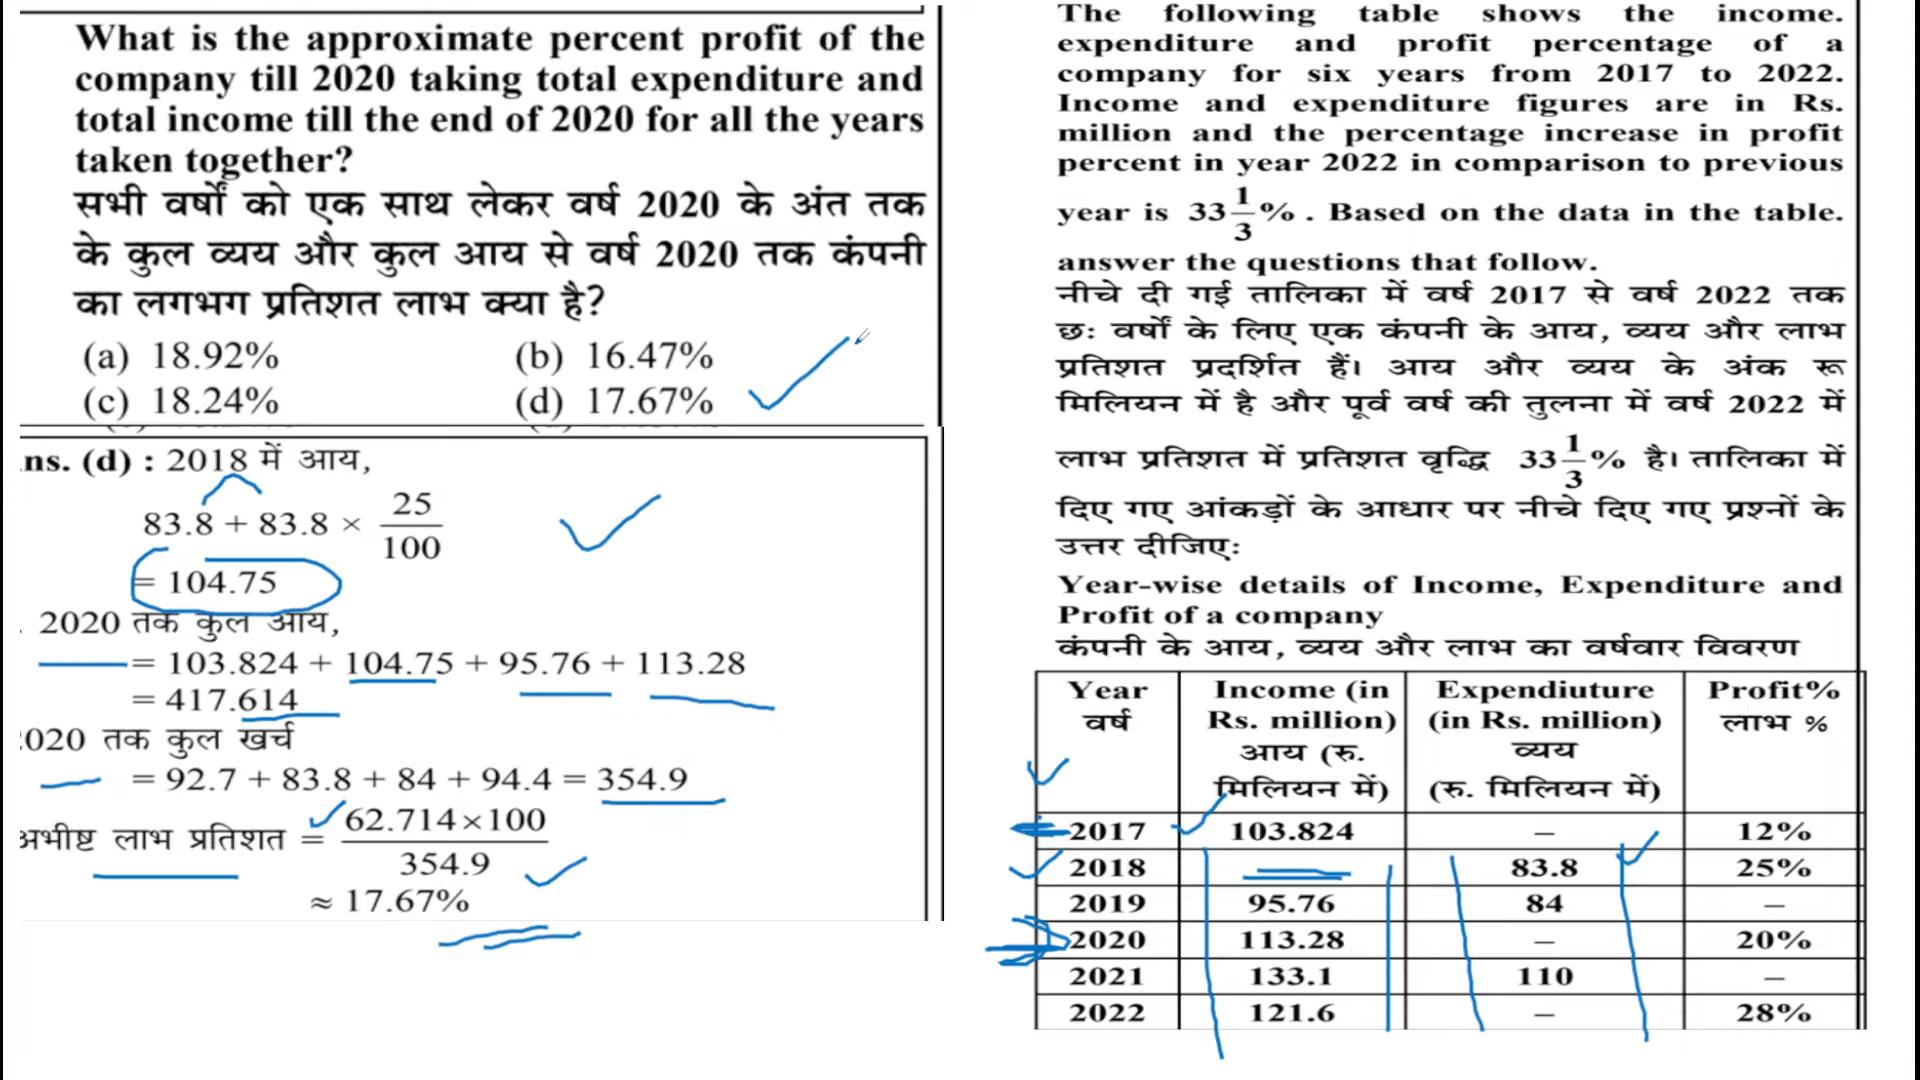 What is the approximate percent profit of the
company till 2020 taking total expenditure and
total income till the end of 2020 for all the years
taken together?
सभी वर्षों को एक साथ लेकर वर्ष 2020 के अंत तक
के कुल व्यय और कुल आय से वर्ष 2020 तक कंपनी
का लगभग प्रतिशत लाभ क्या है?
(a) 18.92% (b) 16.47%
(c) 18.24% (d) 17.67%
ns. (d) : 2018 में आय,
83.8 + 83.8 × 25/100
= 104.75
2020 तक कुल आय,
= 103.824 + 104.75 + 95.76 + 113.28
= 417.614
020 तक कुल खर्च
= 92.7 + 83.8 + 84 + 94.4 = 354.9
अभीष्ट लाभ प्रतिशत = 62.714×100/354.9
≈ 17.67%
The following table shows the income.
expenditure and profit percentage of a
company for six years from 2017 to 2022.
Income and expenditure figures are in Rs.
million and the percentage increase in profit
percent in year 2022 in comparison to previous
year is 33 1/3 % . Based on the data in the table.
answer the questions that follow.
नीचे दी गई तालिका में वर्ष 2017 से वर्ष 2022 तक
छः वर्षों के लिए एक कंपनी के आय, व्यय और लाभ
प्रतिशत प्रदर्शित हैं। आय और व्यय के अंक रू
मिलियन में है और पूर्व वर्ष की तुलना में वर्ष 2022 में
लाभ प्रतिशत में प्रतिशत वृद्धि 33 1/3 % है। तालिका में
दिए गए आंकड़ों के आधार पर नीचे दिए गए प्रश्नों के
उत्तर दीजिए:
Year-wise details of Income, Expenditure and
Profit of a company
कंपनी के आय, व्यय और लाभ का वर्षवार विवरण
Year Income (in Expendiuture Profit%
वर्ष Rs. million) (in Rs. million) लाभ %
आय (रु. व्यय
मिलियन में) (रु. मिलियन में)
2017 103.824 – 12%
2018 83.8 25%
2019 95.76 84 –
2020 113.28 – 20%
2021 133.1 110 –
2022 121.6 – 28%